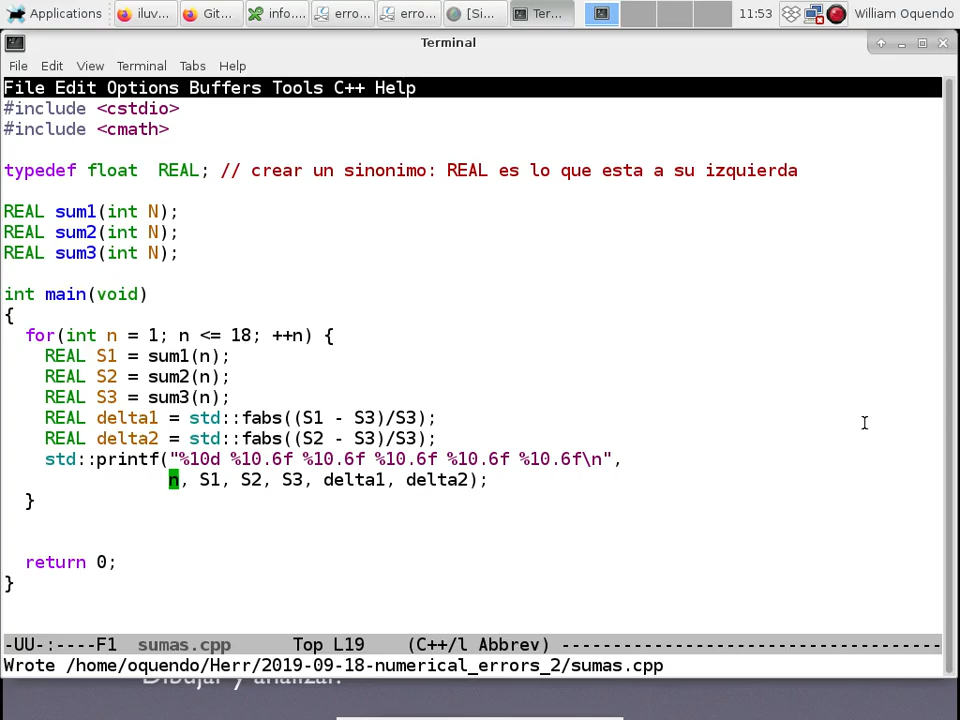 Applications iluv... Git... info.... erro... erro... [Si... Ter... 11:53 William Oquendo
Terminal
File Edit View Terminal Tabs Help
File Edit Options Buffers Tools C++ Help
#include <cstdio>
#include <cmath>
typedef float  REAL; // crear un sinonimo: REAL es lo que esta a su izquierda
REAL sum1(int N);
REAL sum2(int N);
REAL sum3(int N);
int main(void)
{
  for(int n = 1; n <= 18; ++n) {
    REAL S1 = sum1(n);
    REAL S2 = sum2(n);
    REAL S3 = sum3(n);
    REAL delta1 = std::fabs((S1 - S3)/S3);
    REAL delta2 = std::fabs((S2 - S3)/S3);
    std::printf("%10d %10.6f %10.6f %10.6f %10.6f %10.6f\n",
                n, S1, S2, S3, delta1, delta2);
  }
  return 0;
}
-UU-:----F1  sumas.cpp      Top L19    (C++/l Abbrev) -------------------------------------
Wrote /home/oquendo/Herr/2019-09-18-numerical_errors_2/sumas.cpp
Dibujar y analizar.